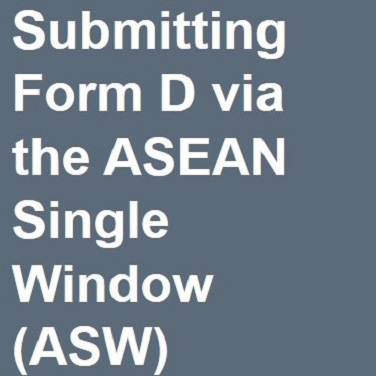 Submitting
Form D via
the ASEAN
Single
Window
(ASW)